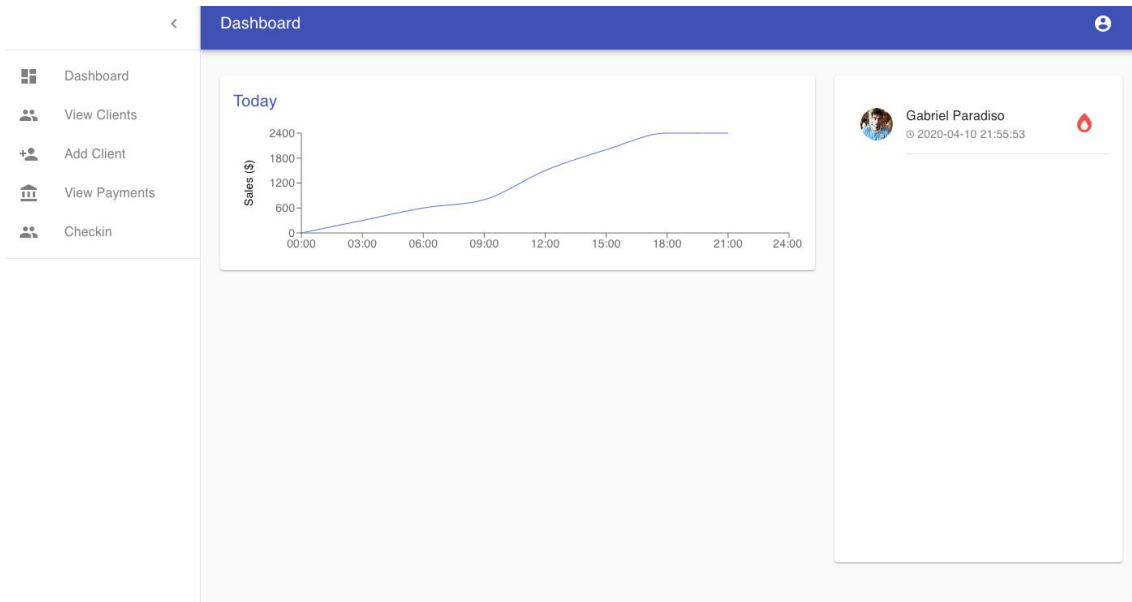 Dashboard
Dashboard
View Clients
Add Client
View Payments
Checkin
Today
Sales ($)
2400
1800
1200
600
0
00:00 03:00 06:00 09:00 12:00 15:00 18:00 21:00 24:00
Gabriel Paradiso
2020-04-10 21:55:53